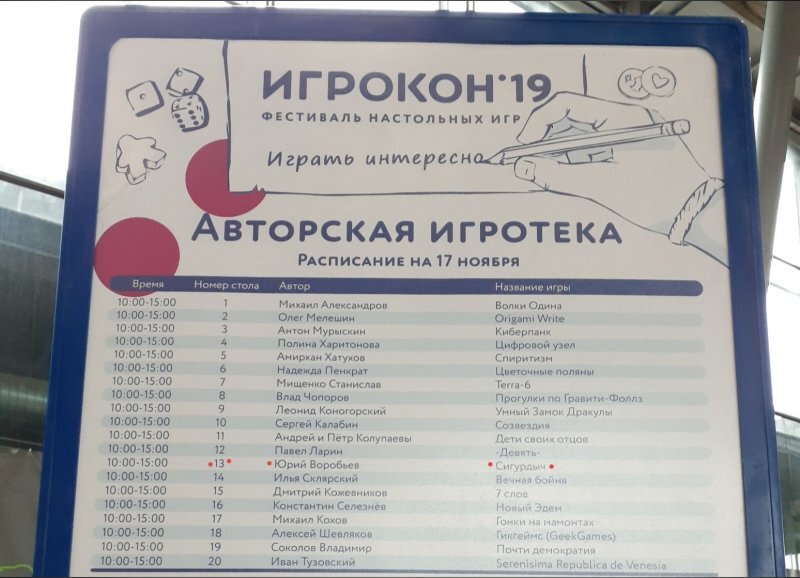 ИГРОКОН'19
ФЕСТИВАЛЬ НАСТОЛЬНЫХ ИГР
Играть интересно
АВТОРСКАЯ ИГРОТЕКА
РАСПИСАНИЕ НА 17 НОЯБРЯ
Время Номер стола Автор Название игры
10:00-15:00 1 Михаил Александров Волки Одина
10:00-15:00 2 Олег Мелешин Origami Write
10:00-15:00 3 Антон Мурыскин Киберпанк
10:00-15:00 4 Полина Харитонова Цифровой узел
10:00-15:00 5 Амирхан Хатухов Спиритизм
10:00-15:00 6 Надежда Пенкрат Цветочные поляны
10:00-15:00 7 Мищенко Станислав Terra-6
10:00-15:00 8 Влад Чопоров Прогулки по Гравити-Фоллз
10:00-15:00 9 Леонид Коногорский Умный Замок Дракулы
10:00-15:00 10 Сергей Калабин Созвездия
10:00-15:00 11 Андрей и Пётр Колупаевы Дети своих отцов
10:00-15:00 12 Павел Ларин -Девять-
10:00-15:00 13 Юрий Воробьев Сигурдыч
10:00-15:00 14 Илья Склярский Вечная бойня
10:00-15:00 15 Дмитрий Кожевников 7 слов
10:00-15:00 16 Константин Селезнёв Новый Эдем
10:00-15:00 17 Михаил Кохов Гонки на мамонтах
10:00-15:00 18 Алексей Шевляков Гикгеймс (GeekGames)
10:00-15:00 19 Соколов Владимир Почти демократия
10:00-15:00 20 Иван Тузовский Serenisima Republica de Venesia